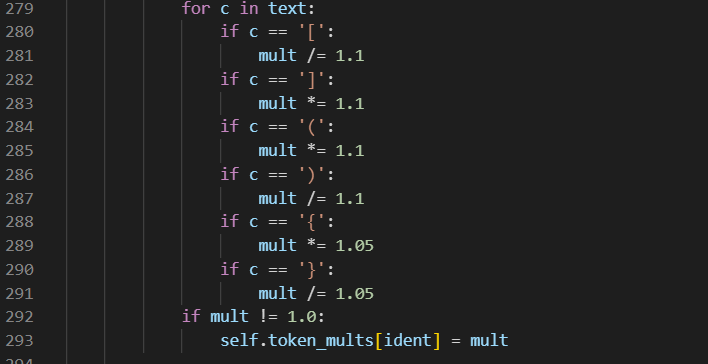 279 for c in text:
280 if c == '[':
281 mult /= 1.1
282 if c == ']':
283 mult *= 1.1
284 if c == '(':
285 mult *= 1.1
286 if c == ')':
287 mult /= 1.1
288 if c == '{':
289 mult *= 1.05
290 if c == '}':
291 mult /= 1.05
292 if mult != 1.0:
293 self.token_mults[ident] = mult
294